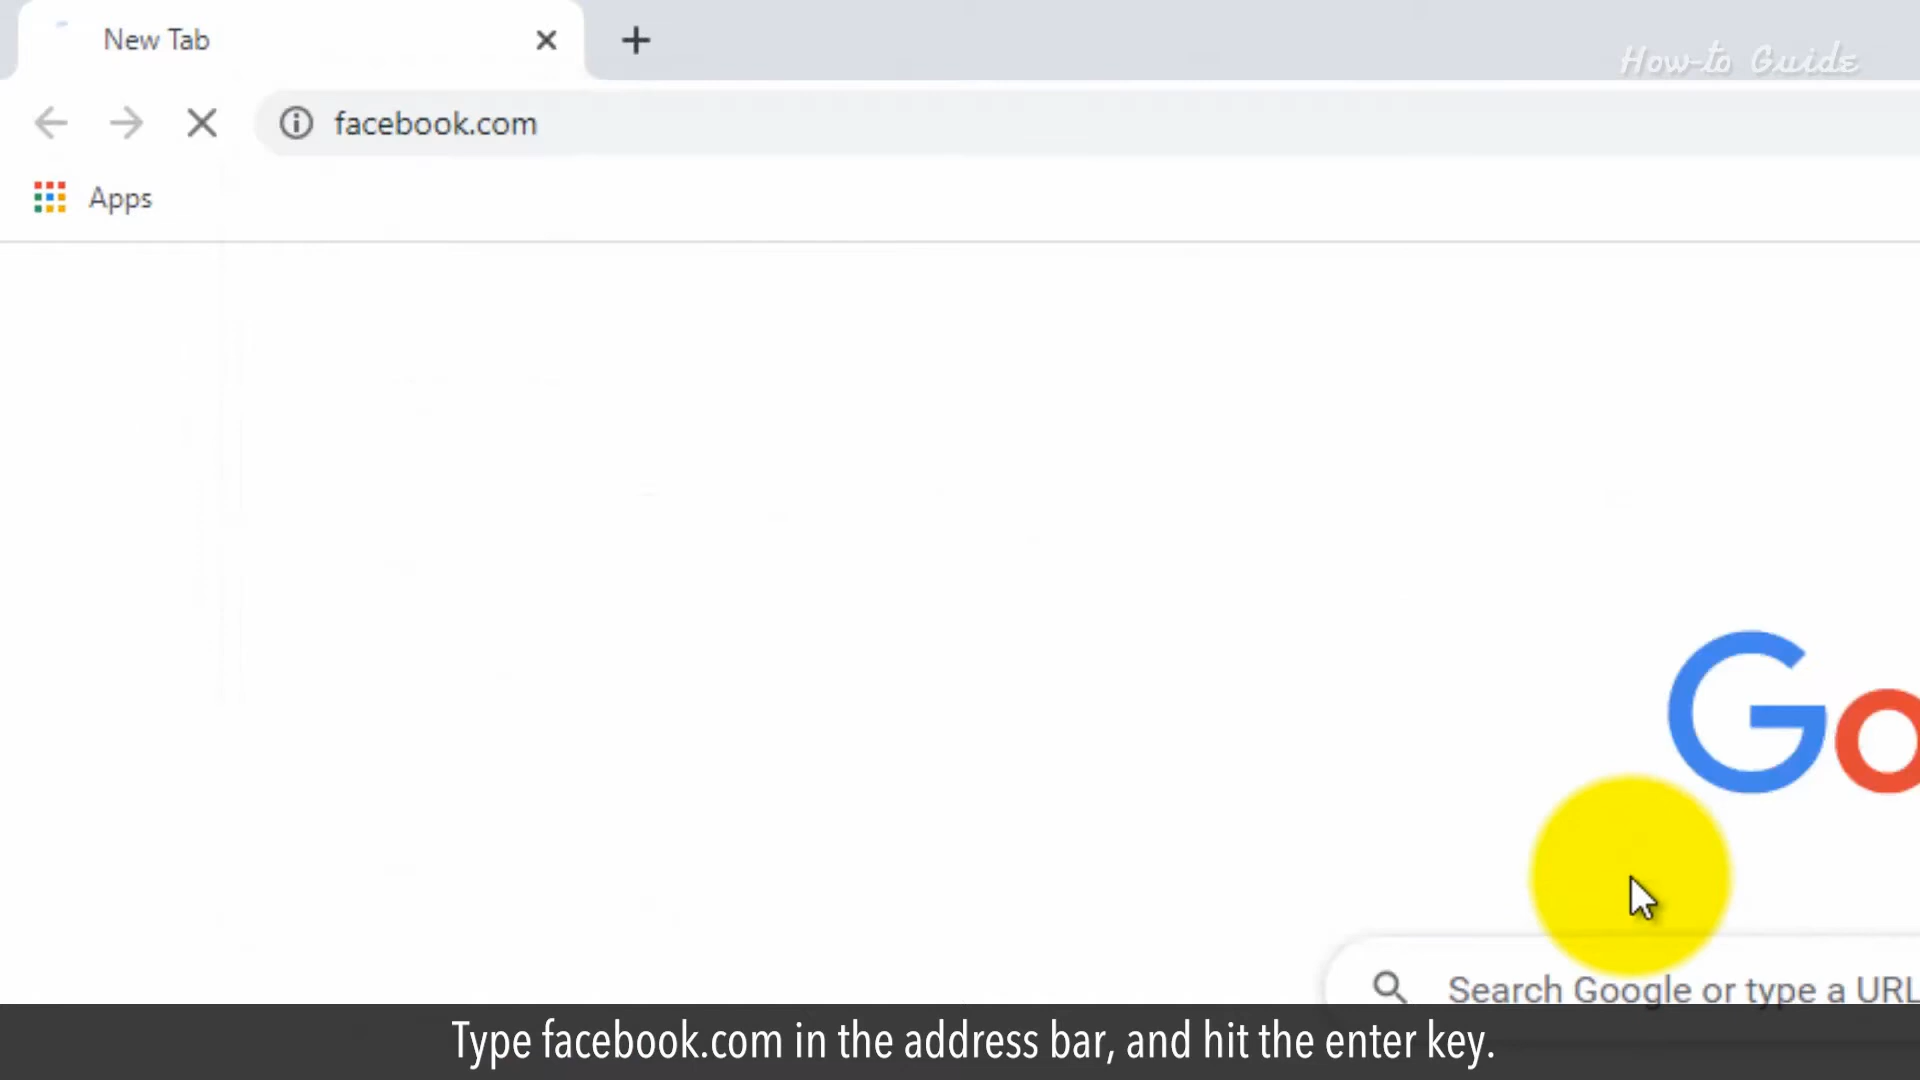 New Tab
How-to Guide
facebook.com
Apps
Go
Search Google or type a URL
Type facebook.com in the address bar, and hit the enter key.